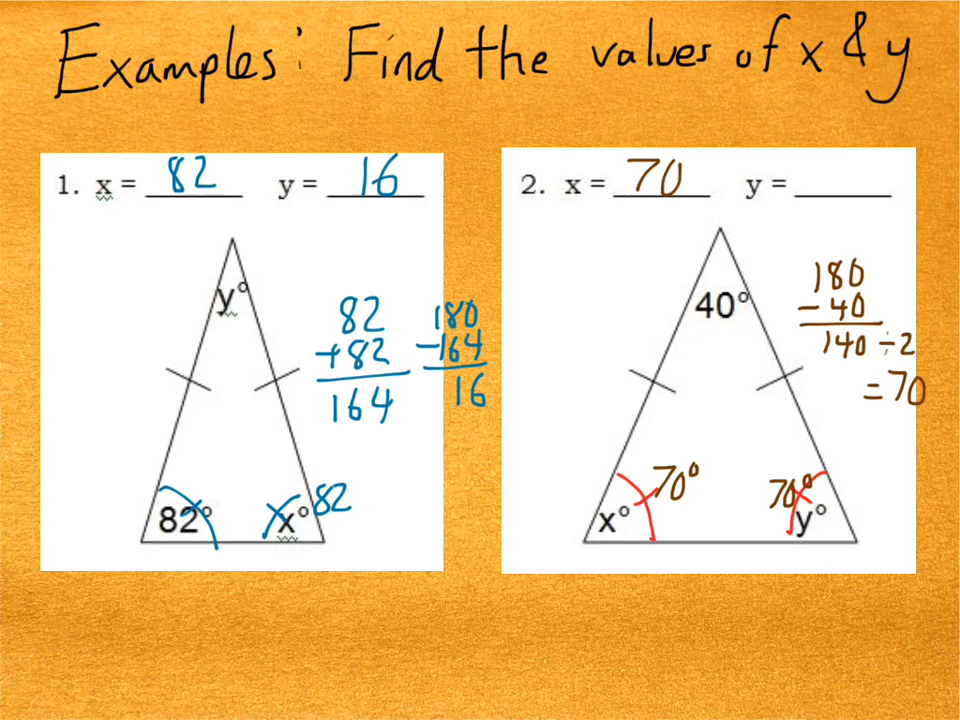 Examples: Find the values of x & y
1. x = 82 y = 16
y°
82
+82
164
180
-164
16
82° x° 82
2. x = 70 y = ______
40°
180
- 40
140 ÷2
= 70
70° 70°
x° y°